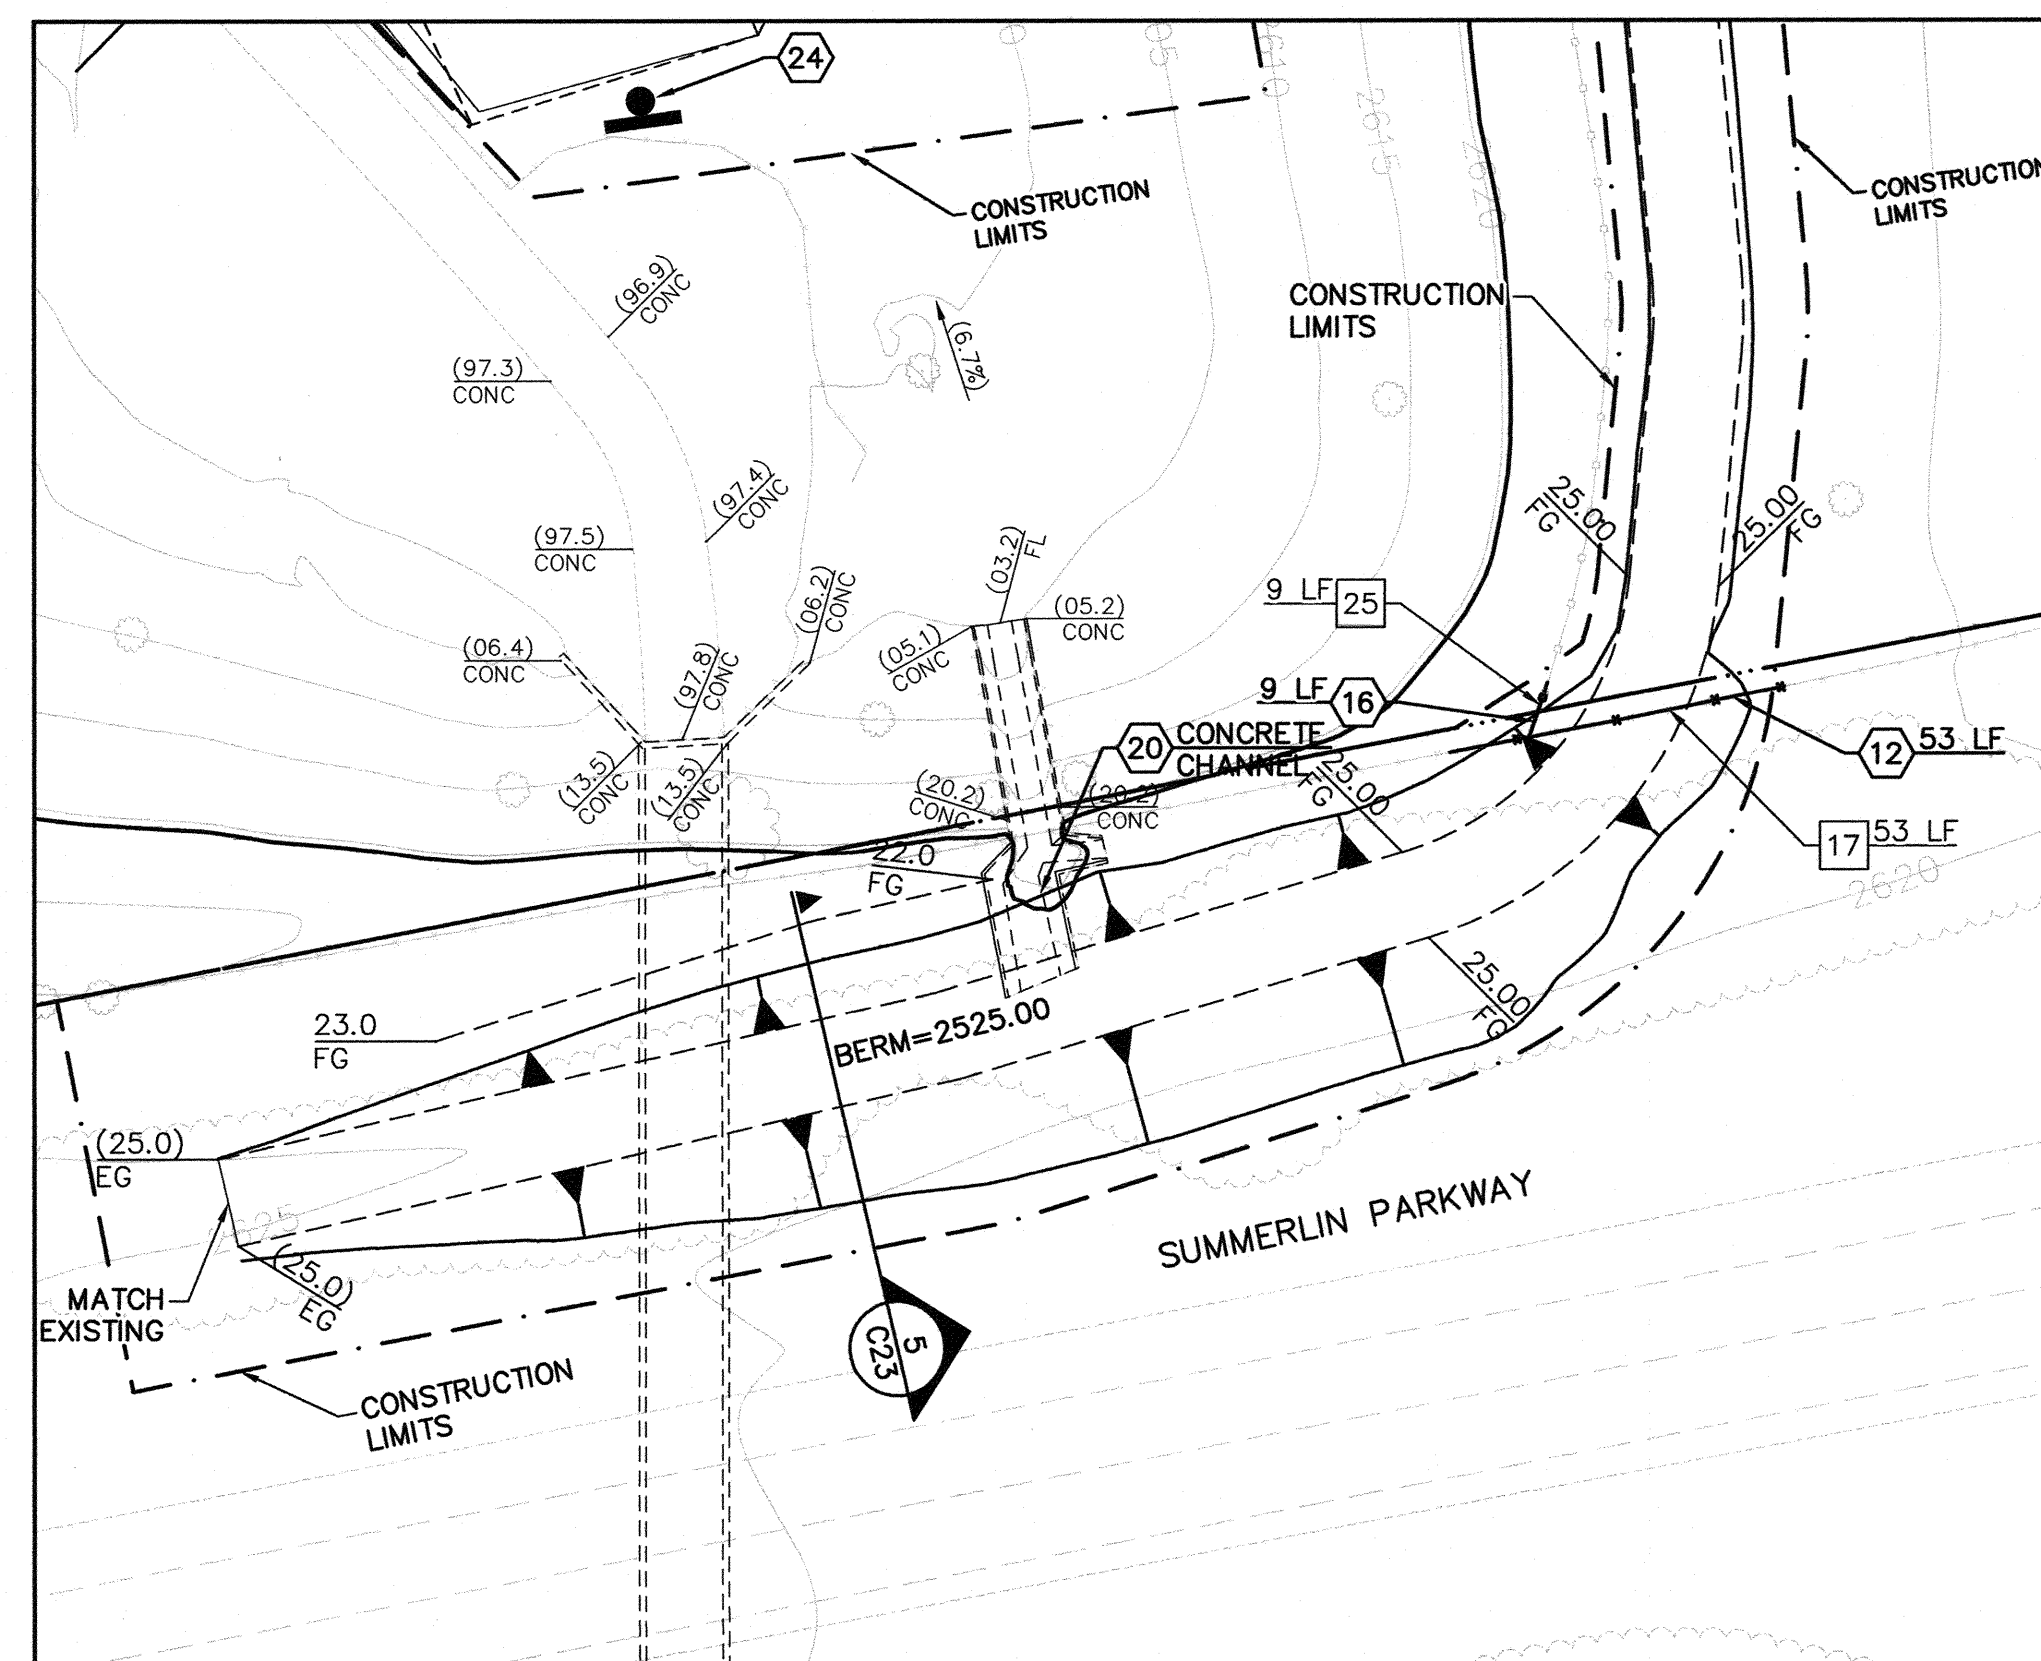 24
05
2610
2615
2620
CONSTRUCTION
LIMITS
CONSTRUCTION
LIMITS
(96.9)
CONC
CONSTRUCTION
LIMITS
(97.3)
CONC
(6.7%)
(97.4)
CONC
25.00
FG
25.00
FG
(97.5)
CONC
(03.2)
FL
(06.2)
CONC
9 LF 25
(05.2)
CONC
(05.1)
CONC
(06.4)
CONC
(97.8)
CONC
9 LF 16
20 CONCRETE
CHANNEL
12 53 LF
(13.5)
CONC
(13.5)
CONC
(20.2)
CONC
(20.2)
CONC
25.00
FG
17 53 LF
22.0
FG
2620
23.0
FG
BERM=2525.00
25.00
FG
(25.0)
EG
2625
SUMMERLIN PARKWAY
(25.0)
EG
MATCH
EXISTING
5
C23
CONSTRUCTION
LIMITS